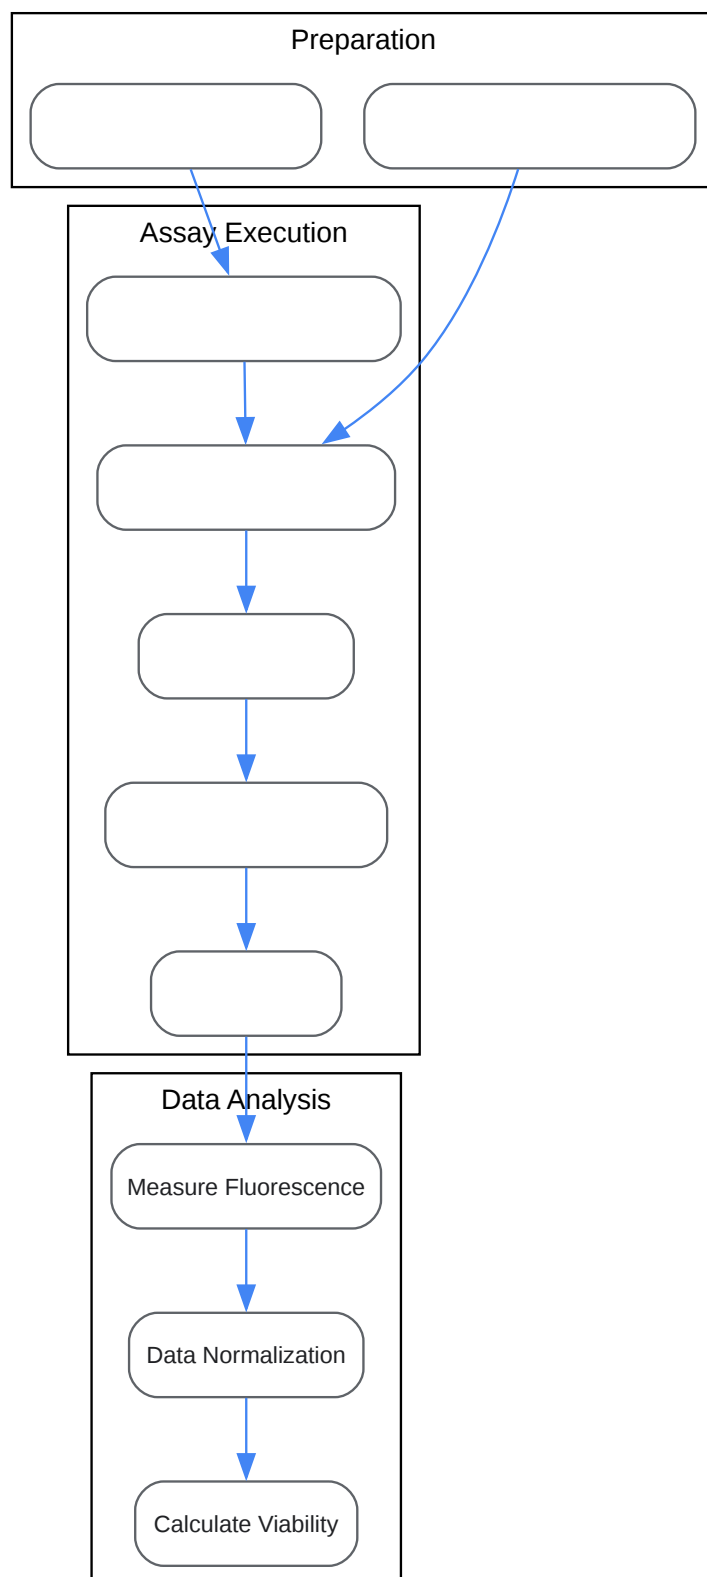 Preparation
Assay Execution
Data Analysis
Measure Fluorescence
Data Normalization
Calculate Viability